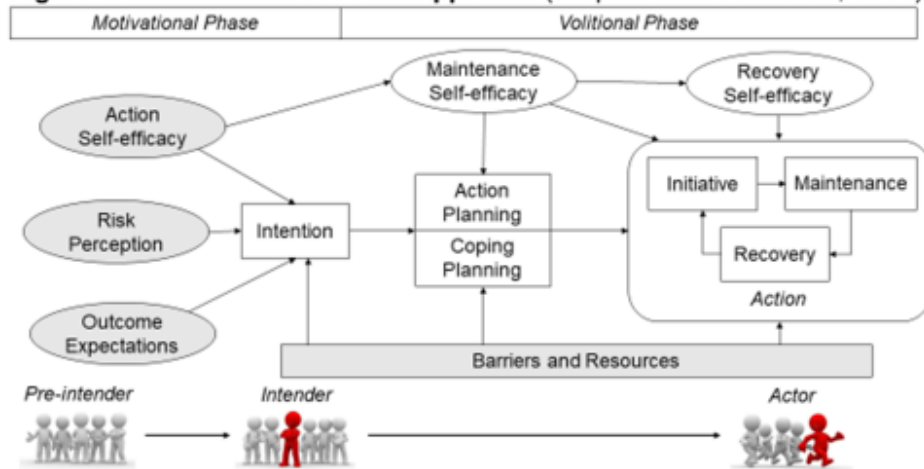 Motivational Phase
Volitional Phase
Maintenance
Self-efficacy
Recovery
Self-efficacy
Action
Self-efficacy
Risk
Perception
Outcome
Expectations
Intention
Action
Planning
Coping
Planning
Initiative
Maintenance
Recovery
Action
Barriers and Resources
Pre-intender
Intender
Actor